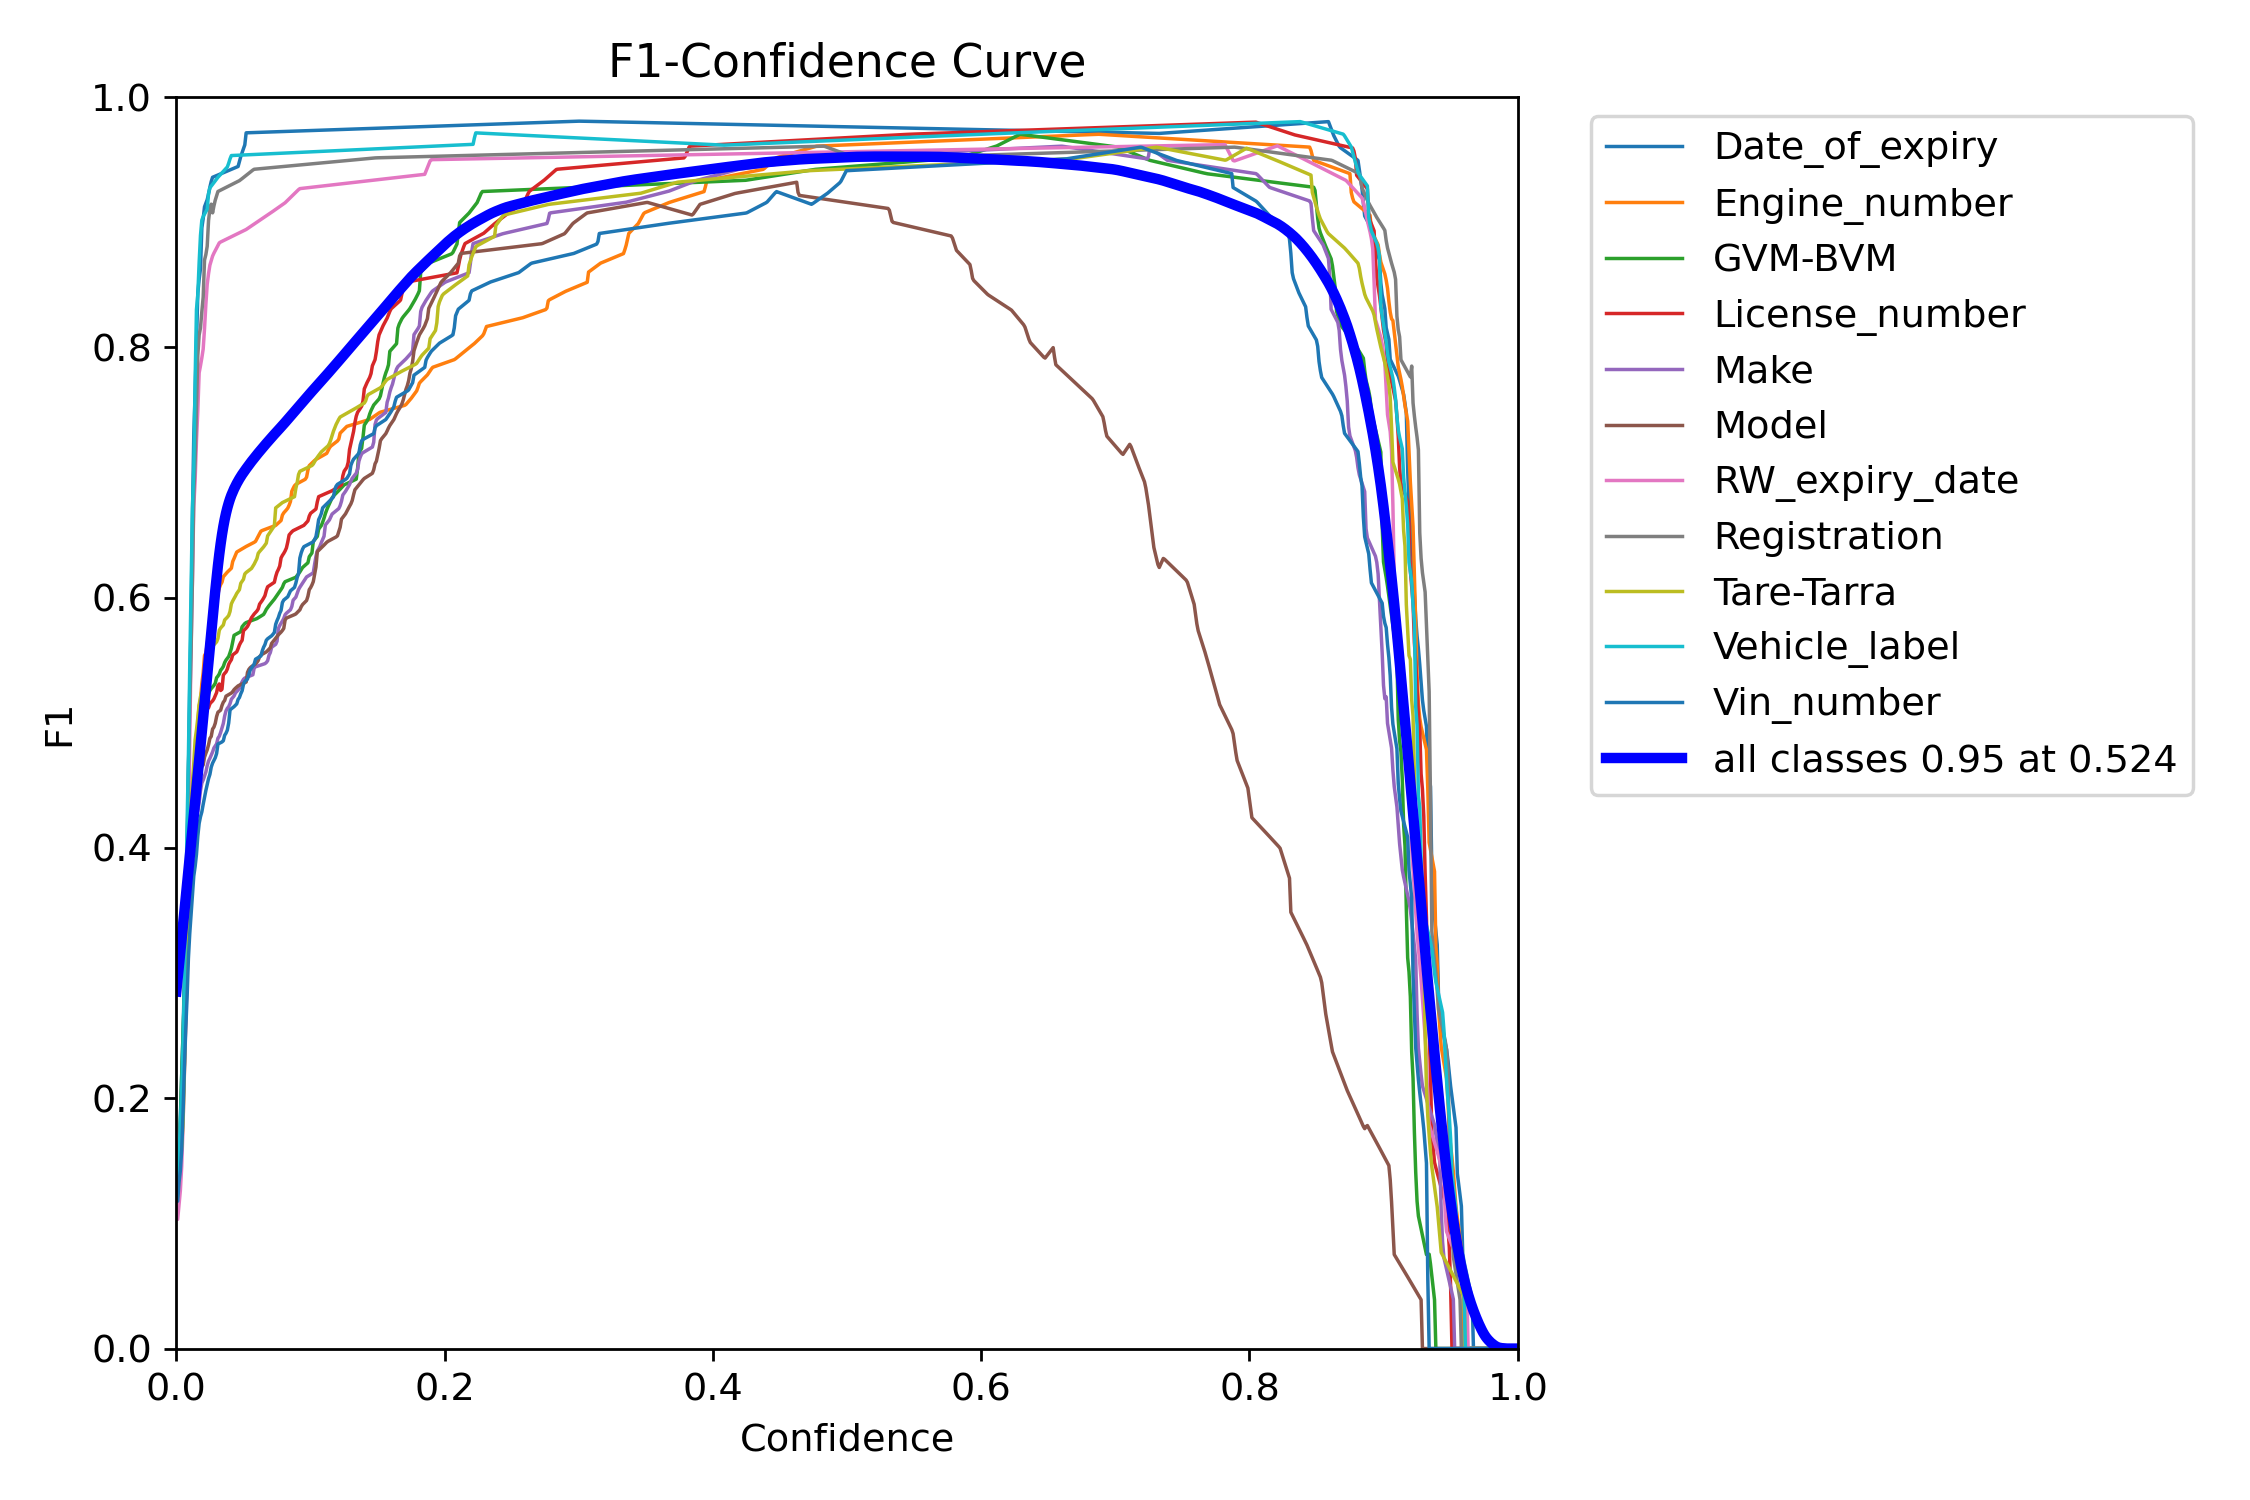 F1-Confidence Curve
1.0
0.8
0.6
0.4
0.2
0.0
F1
0.0 0.2 0.4 0.6 0.8 1.0
Confidence
Date_of_expiry
Engine_number
GVM-BVM
License_number
Make
Model
RW_expiry_date
Registration
Tare-Tarra
Vehicle_label
Vin_number
all classes 0.95 at 0.524